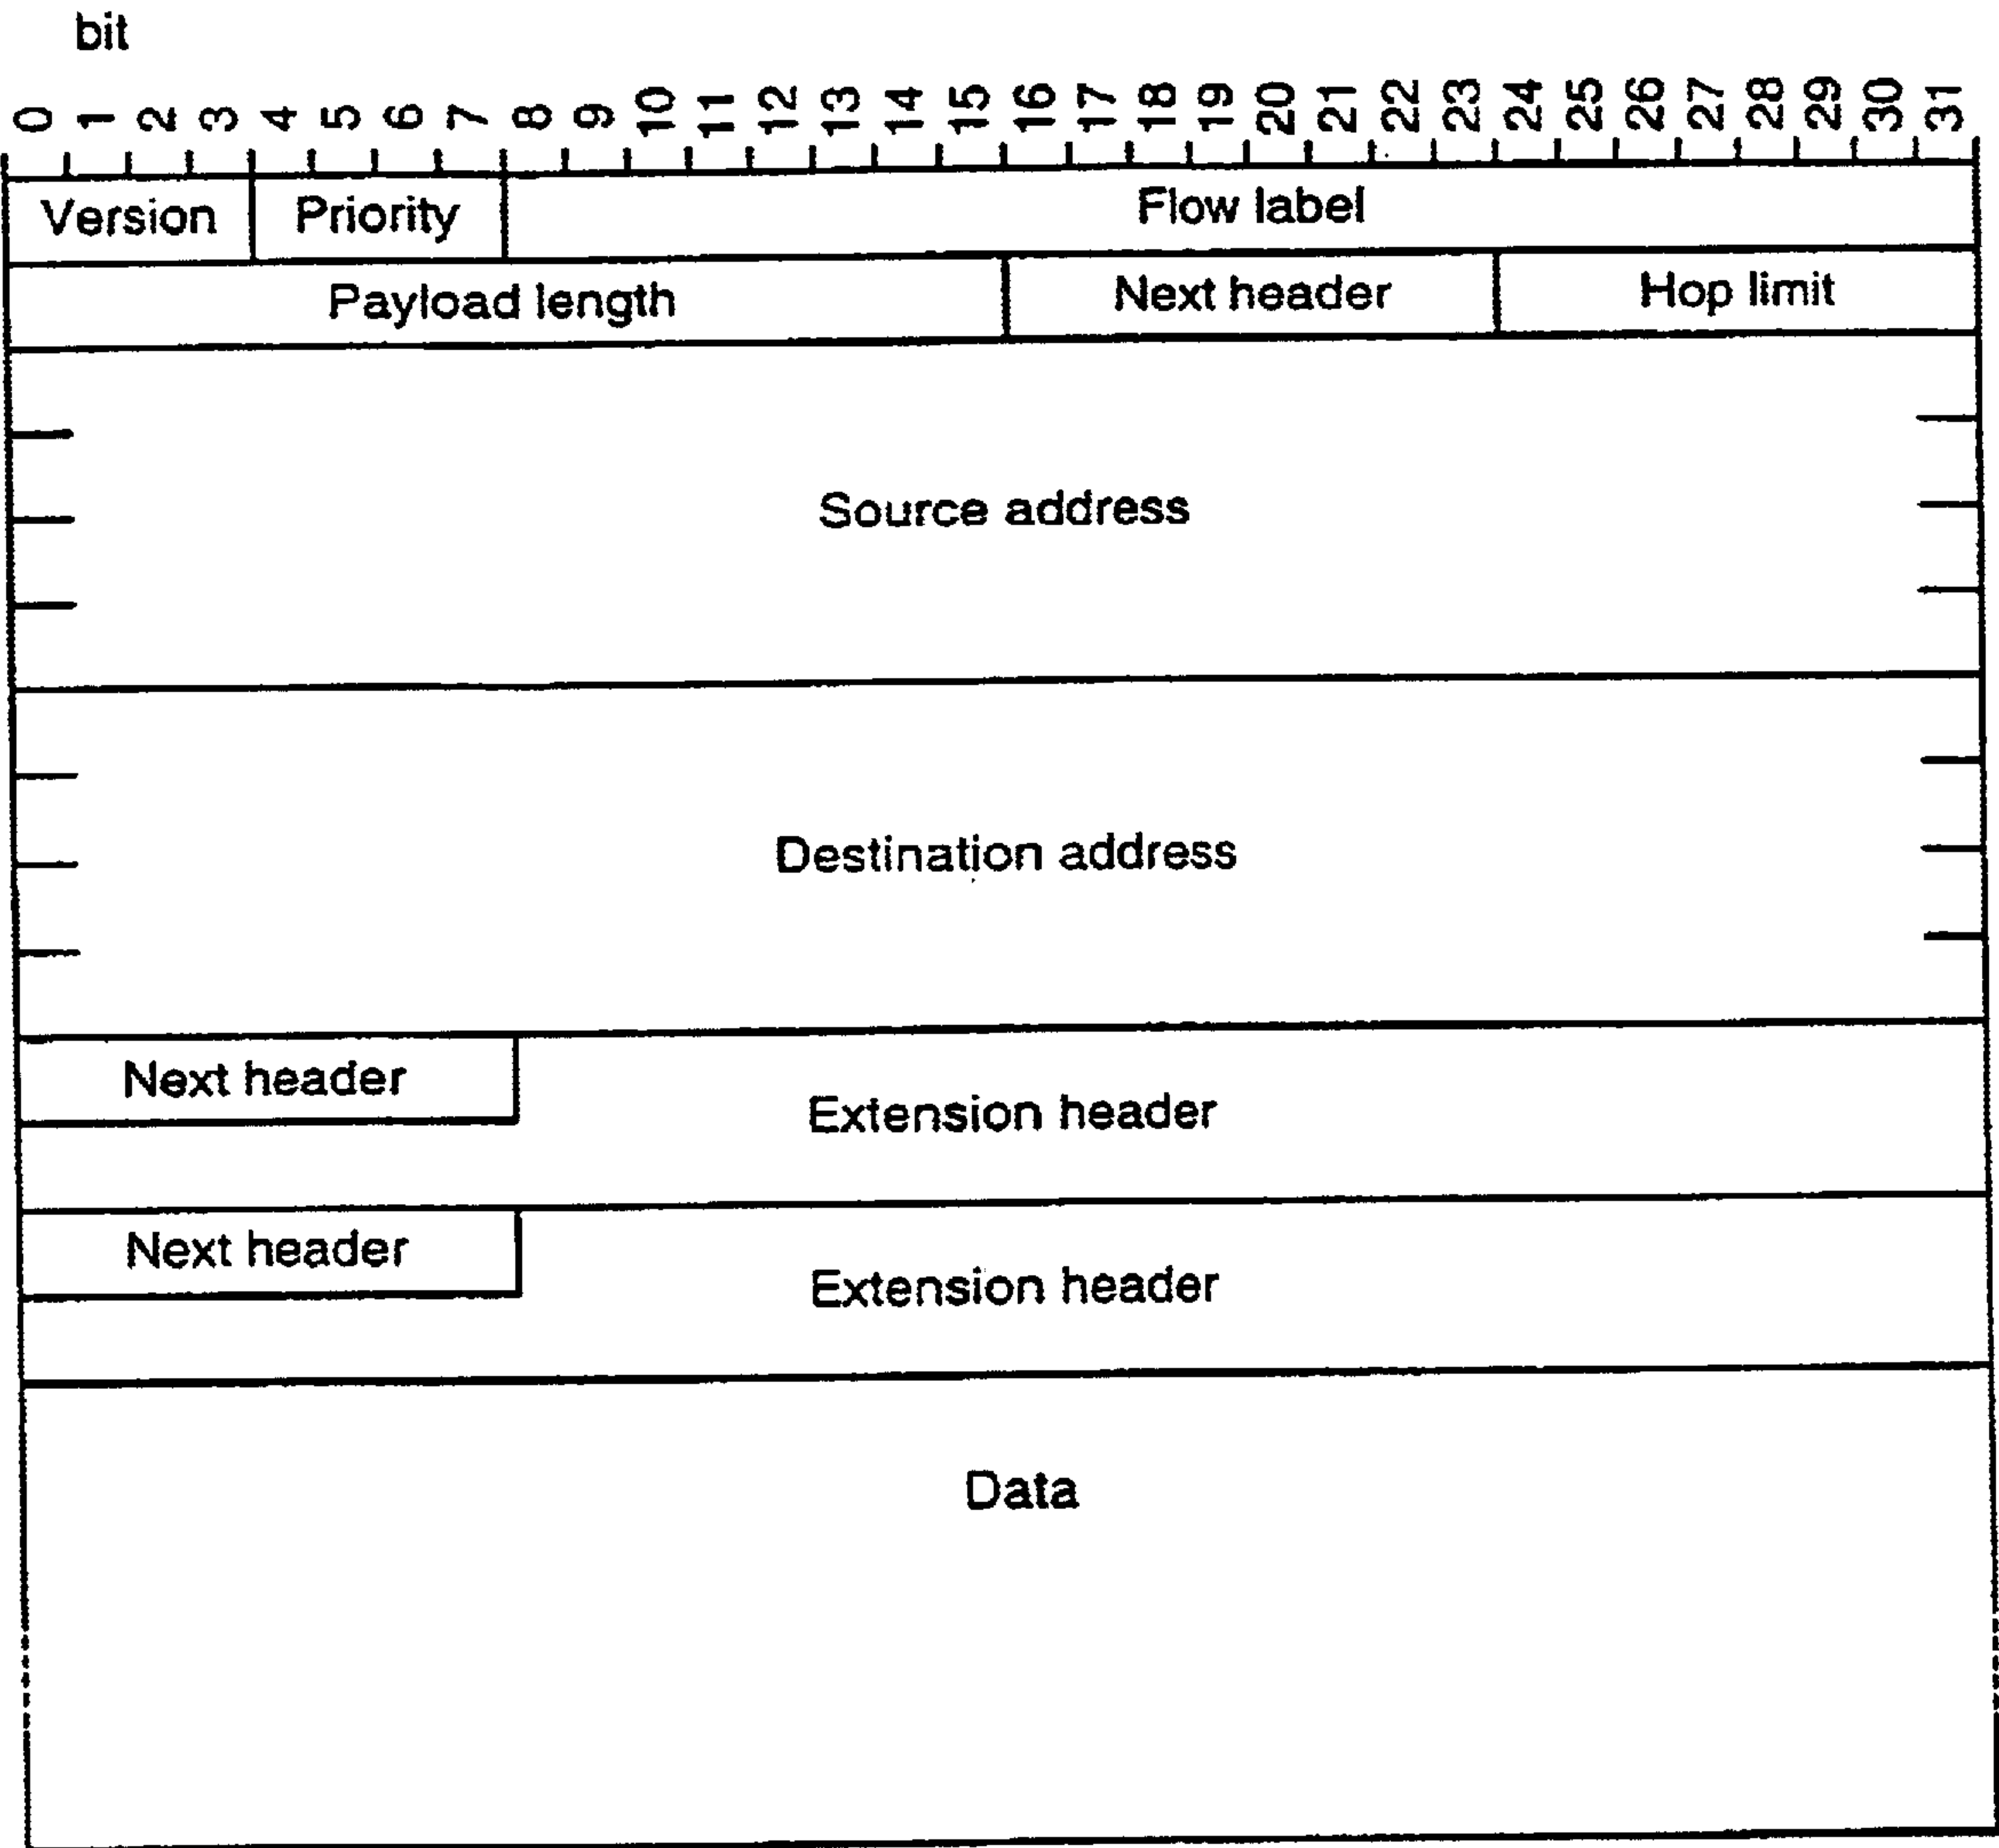 bit
0 1 2 3 4 5 6 7 8 9 10 11 12 13 14 15 16 17 18 19 20 21 22 23 24 25 26 27 28 29 30 31
Version Priority Flow label
Payload length Next header Hop limit
Source address
Destination address
Next header
Extension header
Next header
Extension header
Data